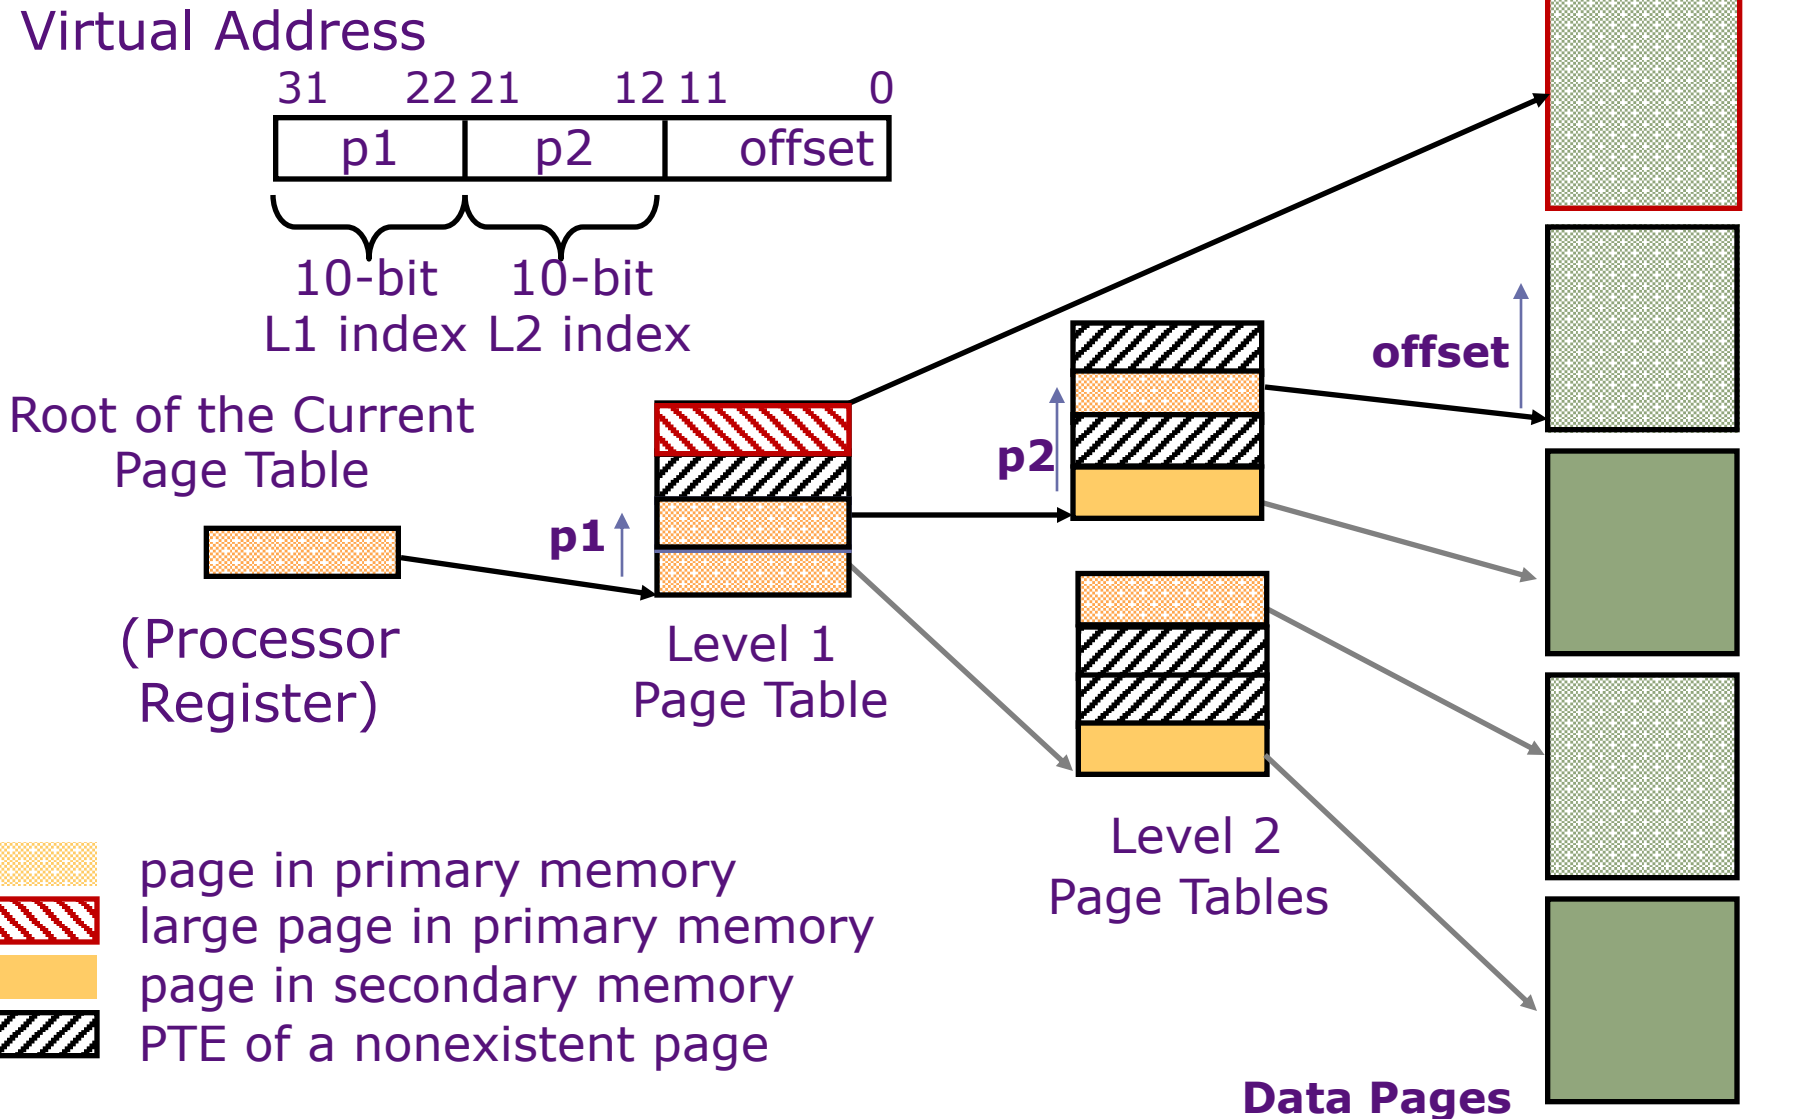 Virtual Address
31 22 21 12 11 0
p1 p2 offset
10-bit 10-bit
L1 index L2 index
Root of the Current
Page Table
(Processor
Register)
p1
Level 1
Page Table
p2
Level 2
Page Tables
offset
page in primary memory
large page in primary memory
page in secondary memory
PTE of a nonexistent page
Data Pages